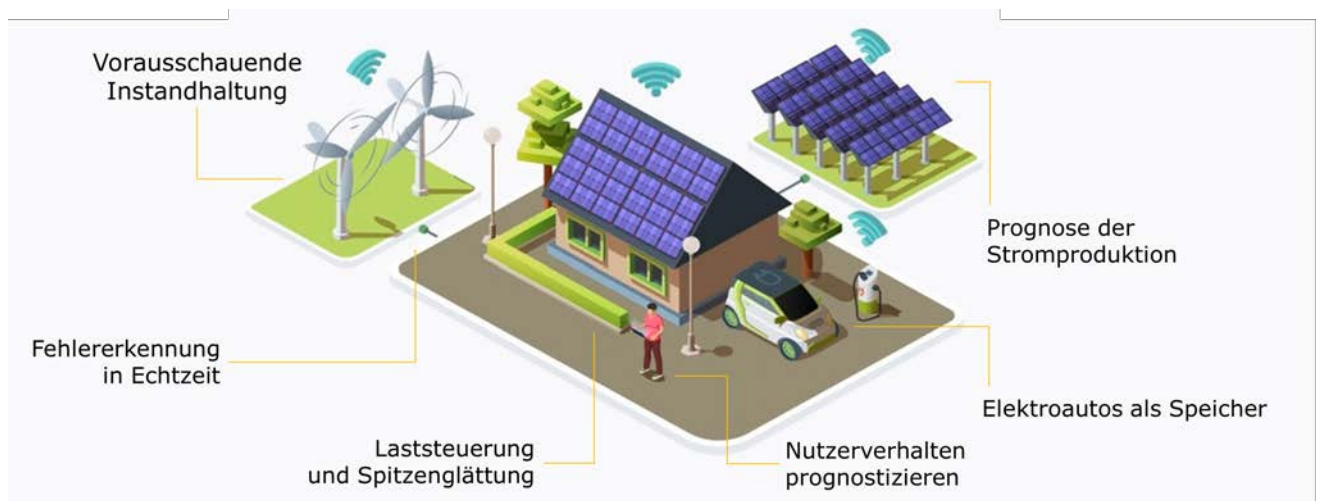 Vorausschauende
Instandhaltung
Prognose der
Stromproduktion
Fehlererkennung
in Echtzeit
Elektroautos als Speicher
Laststeuerung
und Spitzenglättung
Nutzerverhalten
prognostizieren